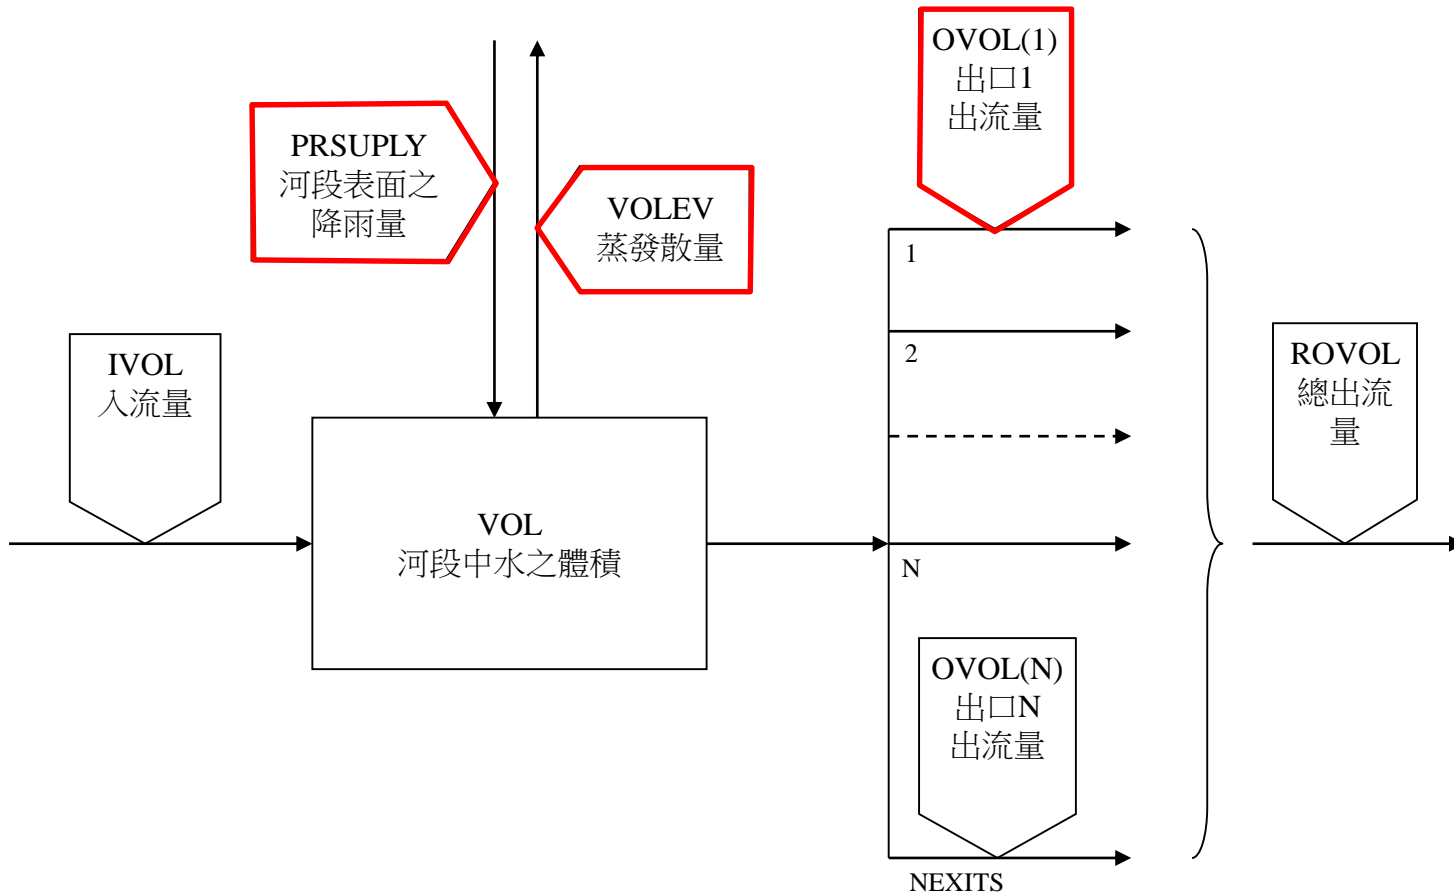 OVOL(1)
出口1
出流量
PRSUPLY
河段表面之
降雨量
VOLEV
蒸發散量
1
2
IVOL
入流量
ROVOL
總出流
量
VOL
河段中水之體積
N
OVOL(N)
出口N
出流量
NEXITS